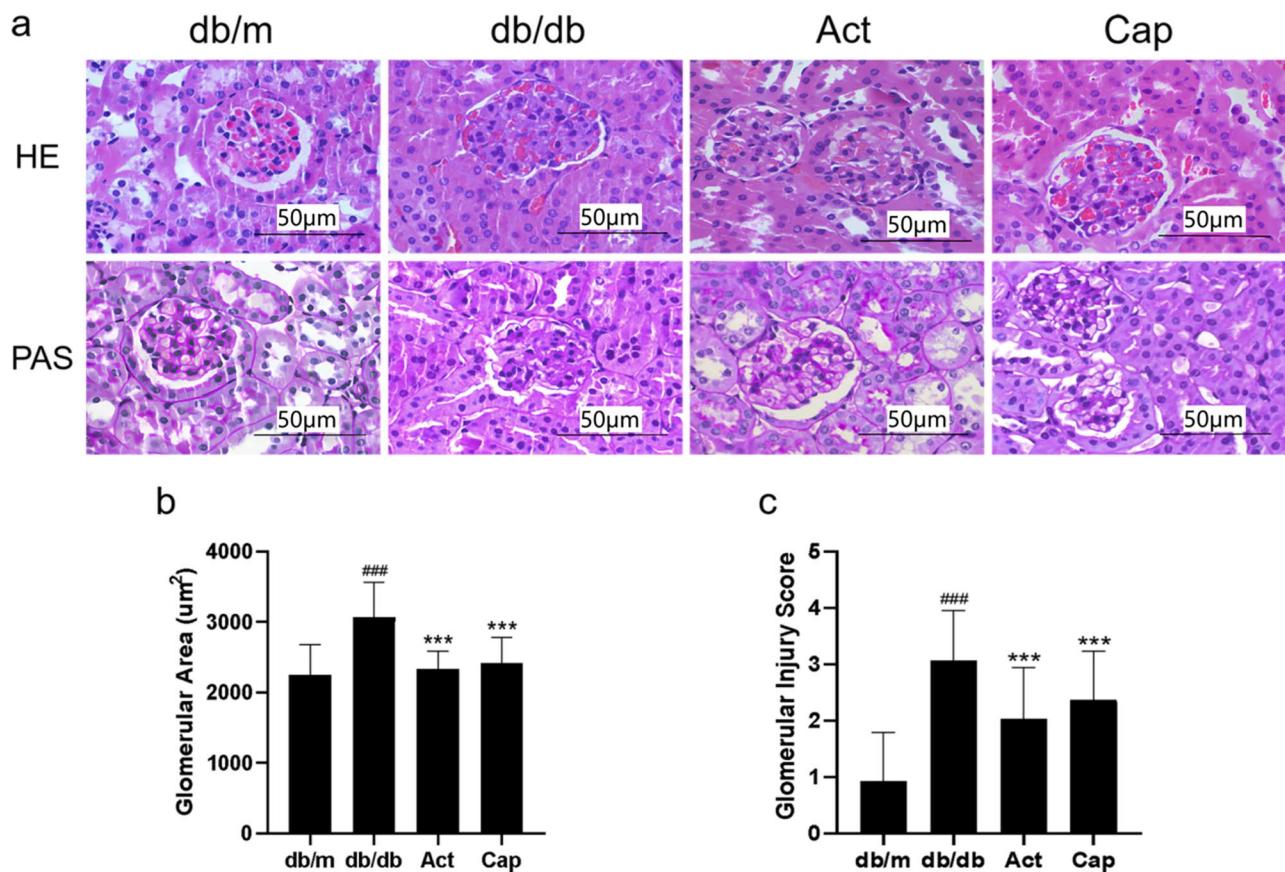 a
db/m db/db Act Cap
HE
50μm 50μm 50μm 50μm
PAS
50μm 50μm 50μm 50μm
b
Glomerular Area (um²)
4000
3000
2000
1000
0
###
***
***
db/m db/db Act Cap
c
Glomerular Injury Score
5
4
3
2
1
0
###
***
***
db/m db/db Act Cap